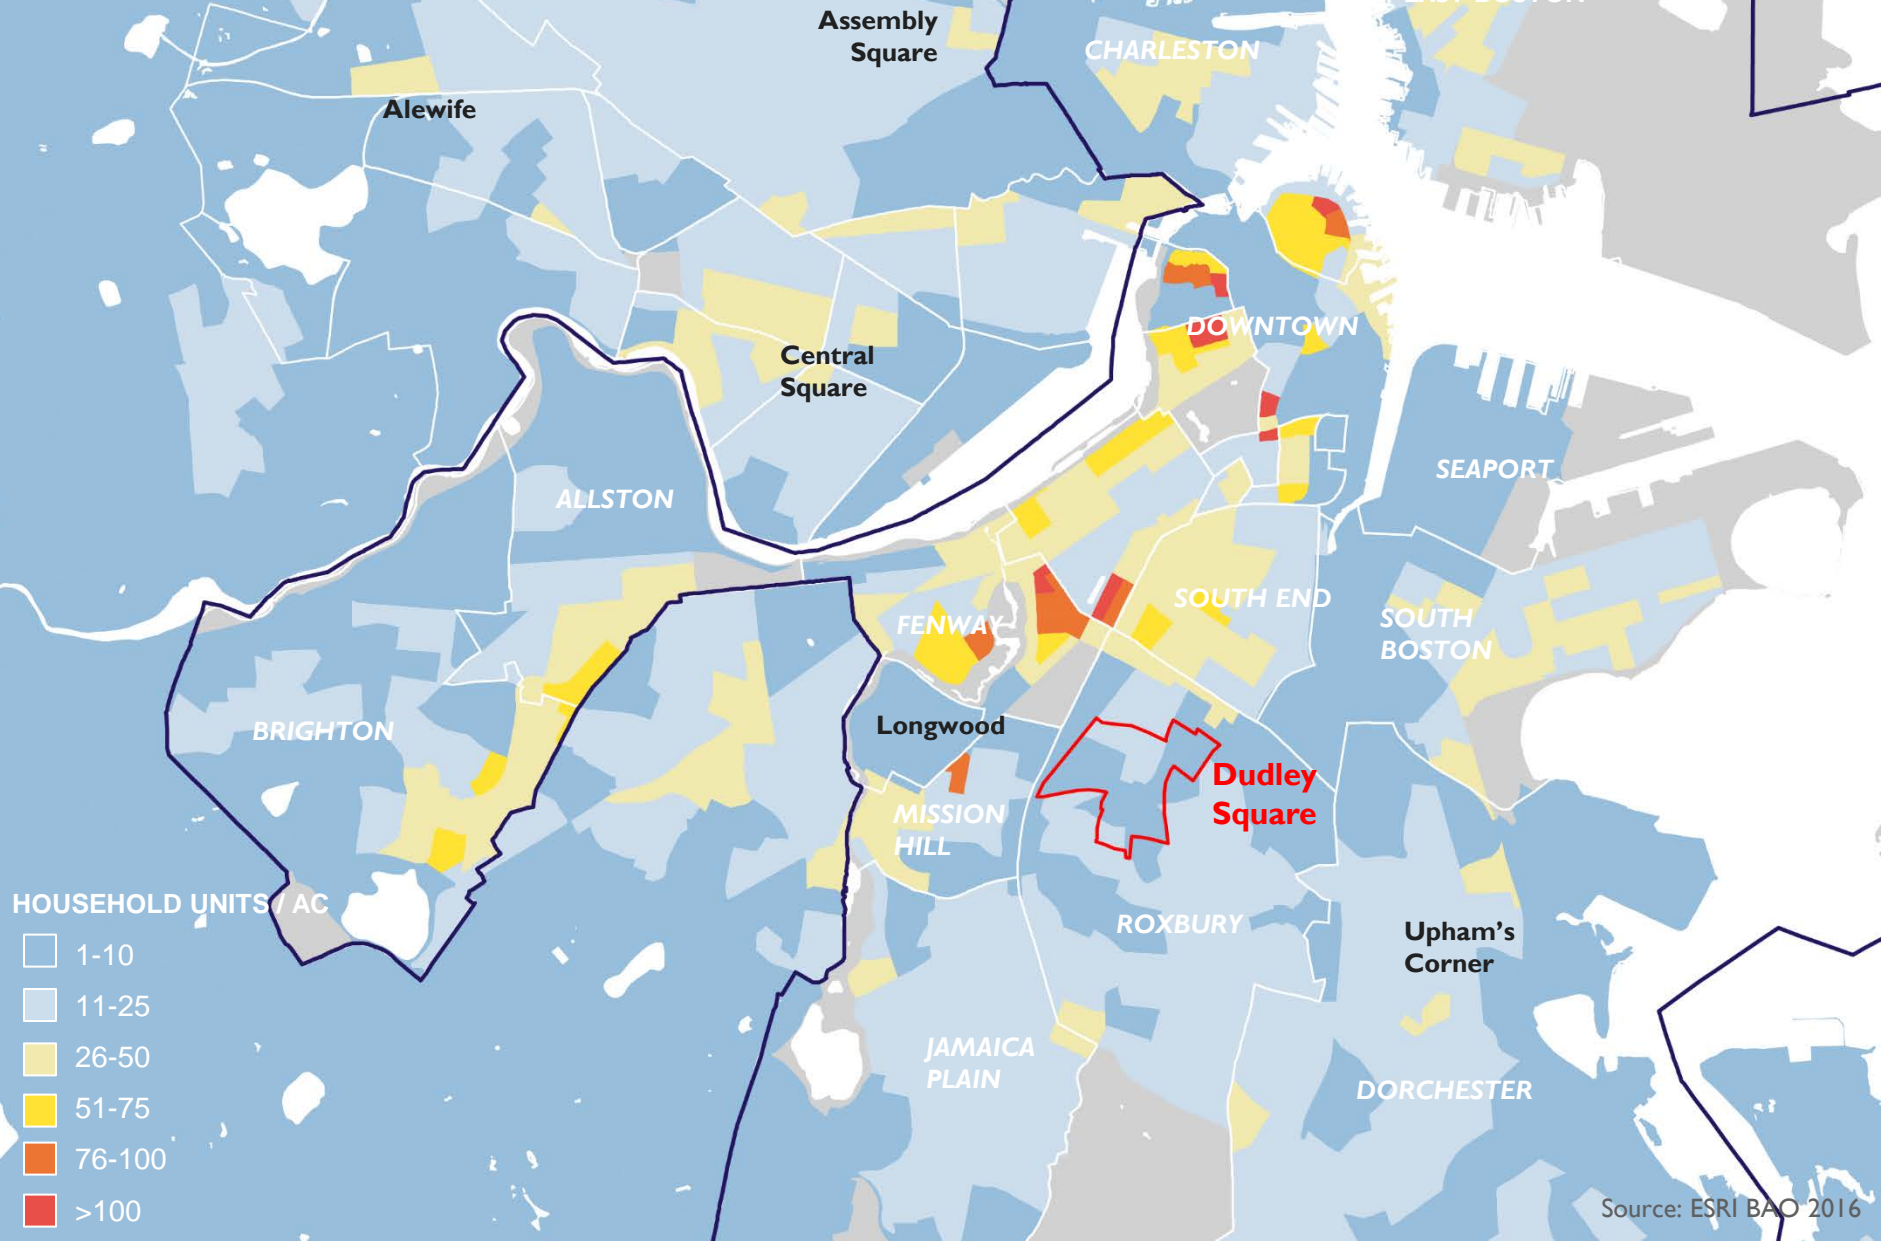 EAST BOSTON
Assembly
Square
CHARLESTON
Alewife
DOWNTOWN
Central
Square
SEAPORT
ALLSTON
SOUTH END
FENWAY
SOUTH
BOSTON
Longwood
BRIGHTON
Dudley
Square
MISSION
HILL
HOUSEHOLD UNITS / AC
1-10
11-25
26-50
51-75
76-100
>100
ROXBURY
Upham's
Corner
JAMAICA
PLAIN
DORCHESTER
Source: ESRI BAO 2016